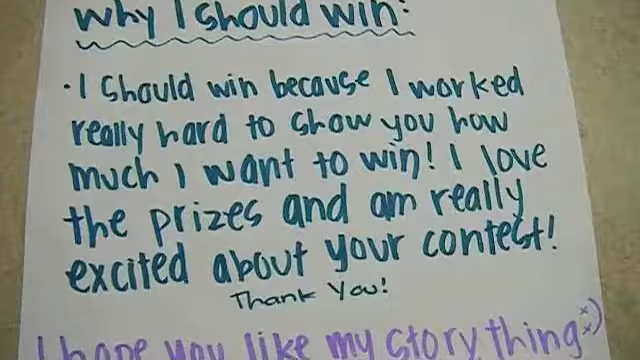 why I should win:
· I should win because I worked
really hard to show you how
much I want to win! I love
the prizes and am really
excited about your contest!
Thank You!
I hope you like my story thing :)